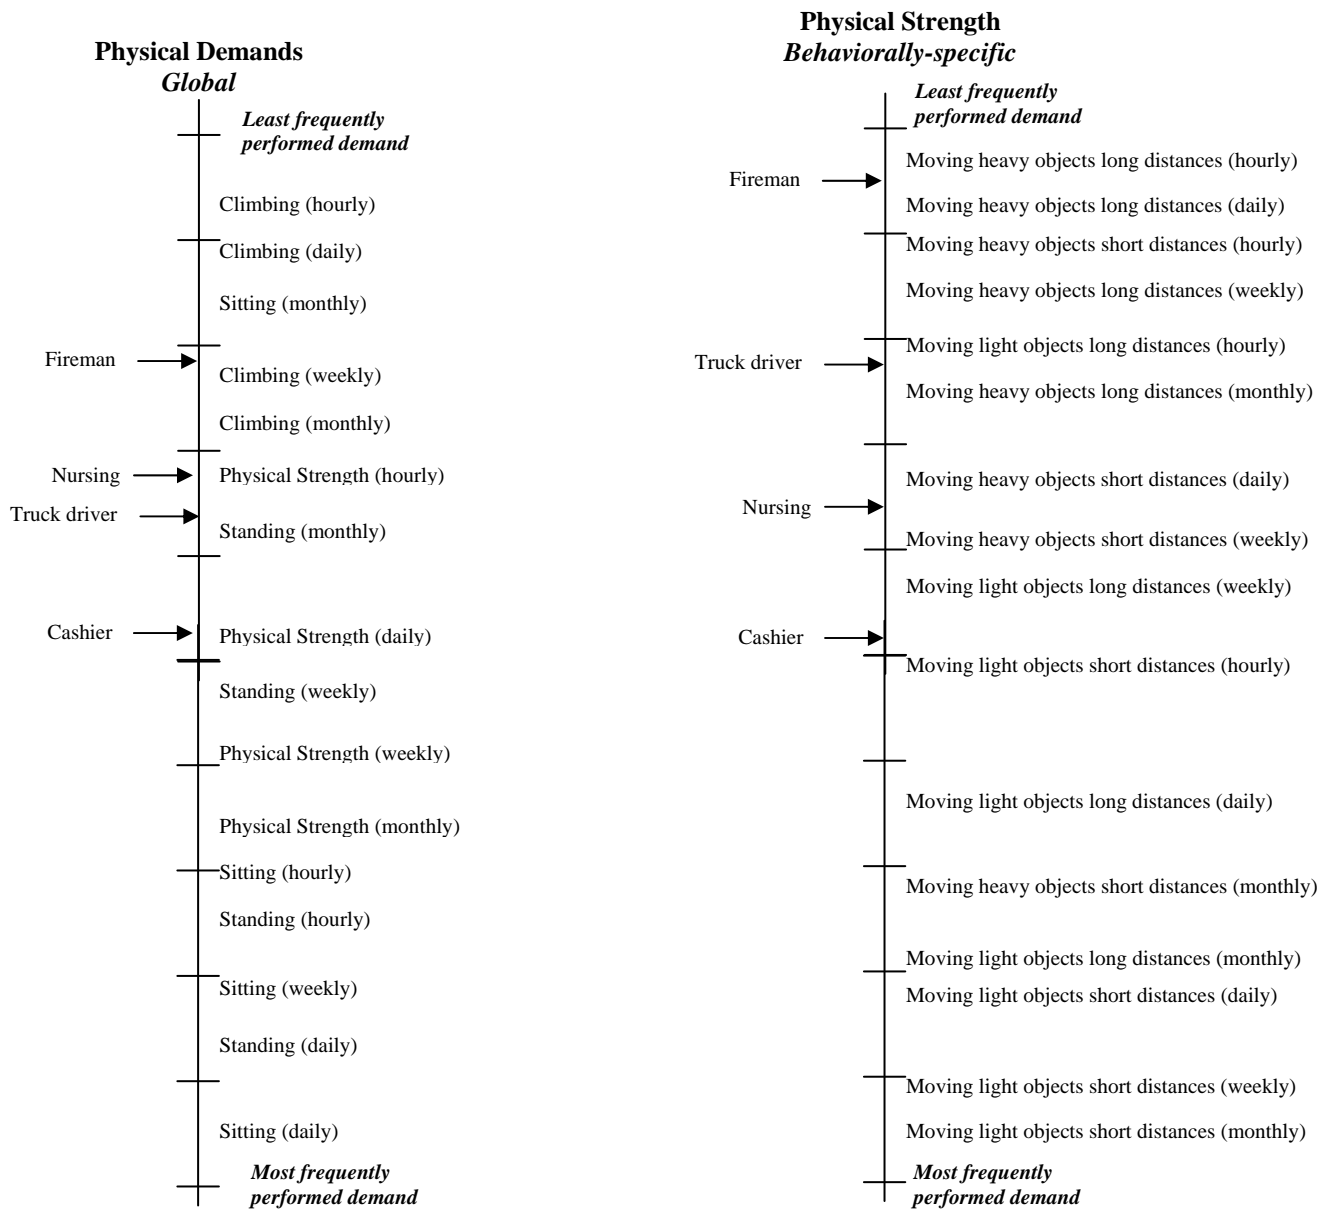 Physical Demands
Global
Least frequently
performed demand
Climbing (hourly)
Climbing (daily)
Sitting (monthly)
Fireman
Climbing (weekly)
Climbing (monthly)
Nursing
Physical Strength (hourly)
Truck driver
Standing (monthly)
Cashier
Physical Strength (daily)
Standing (weekly)
Physical Strength (weekly)
Physical Strength (monthly)
Sitting (hourly)
Standing (hourly)
Sitting (weekly)
Standing (daily)
Sitting (daily)
Most frequently
performed demand
Physical Strength
Behaviorally-specific
Least frequently
performed demand
Moving heavy objects long distances (hourly)
Fireman
Moving heavy objects long distances (daily)
Moving heavy objects short distances (hourly)
Moving heavy objects long distances (weekly)
Moving light objects long distances (hourly)
Truck driver
Moving heavy objects long distances (monthly)
Moving heavy objects short distances (daily)
Nursing
Moving heavy objects short distances (weekly)
Moving light objects long distances (weekly)
Cashier
Moving light objects short distances (hourly)
Moving light objects long distances (daily)
Moving heavy objects short distances (monthly)
Moving light objects long distances (monthly)
Moving light objects short distances (daily)
Moving light objects short distances (weekly)
Moving light objects short distances (monthly)
Most frequently
performed demand